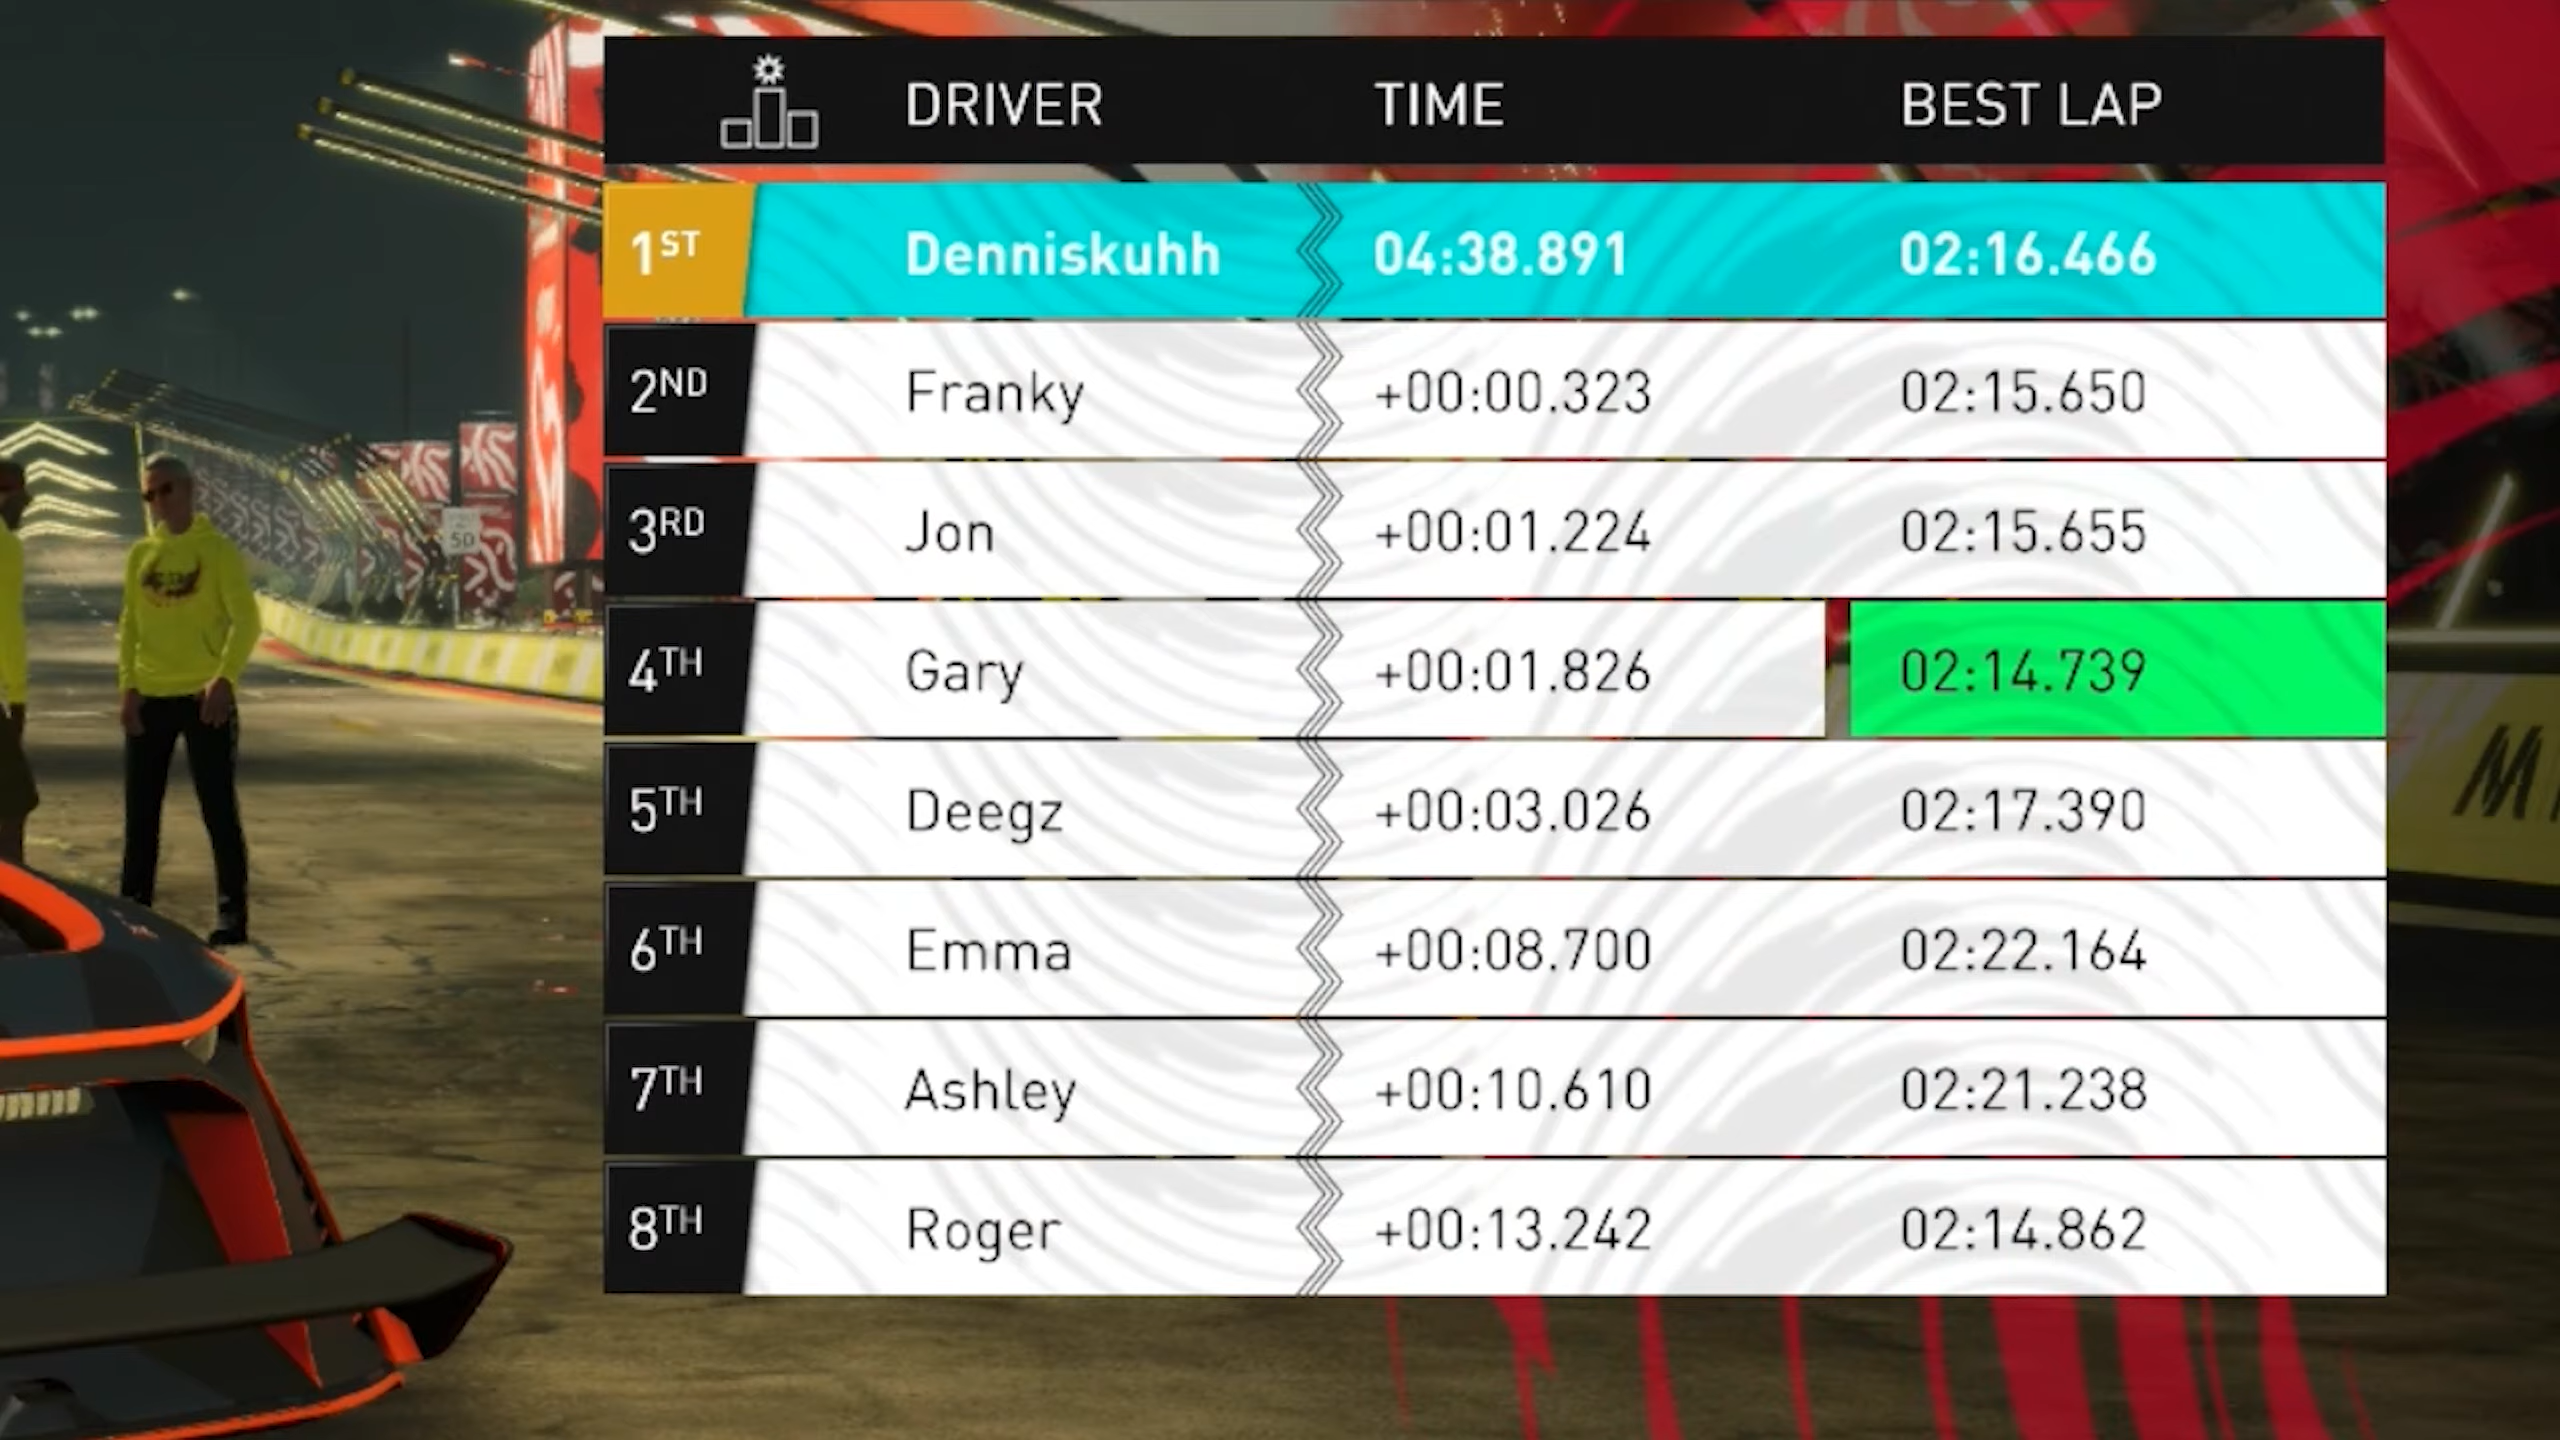 DRIVER TIME BEST LAP
1ST Denniskuhh 04:38.891 02:16.466
2ND Franky +00:00.323 02:15.650
3RD Jon +00:01.224 02:15.655
4TH Gary +00:01.826 02:14.739
5TH Deegz +00:03.026 02:17.390
6TH Emma +00:08.700 02:22.164
7TH Ashley +00:10.610 02:21.238
8TH Roger +00:13.242 02:14.862
50